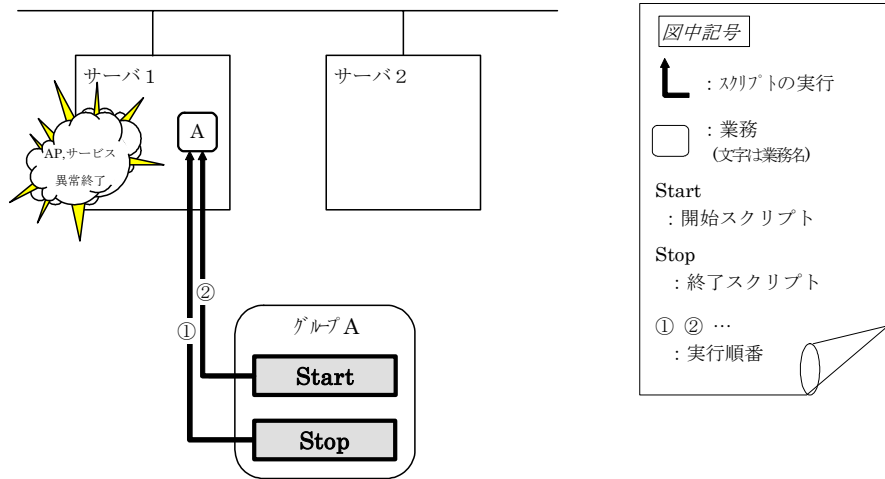 サーバ１
サーバ２
A
AP,サービス
異常終了
②
①
ｸﾞﾙｰﾌﾟ A
Start
Stop
図中記号
：ｽｸﾘﾌﾟﾄの実行
：業務
(文字は業務名)
Start
：開始スクリプト
Stop
：終了スクリプト
① ② …
：実行順番